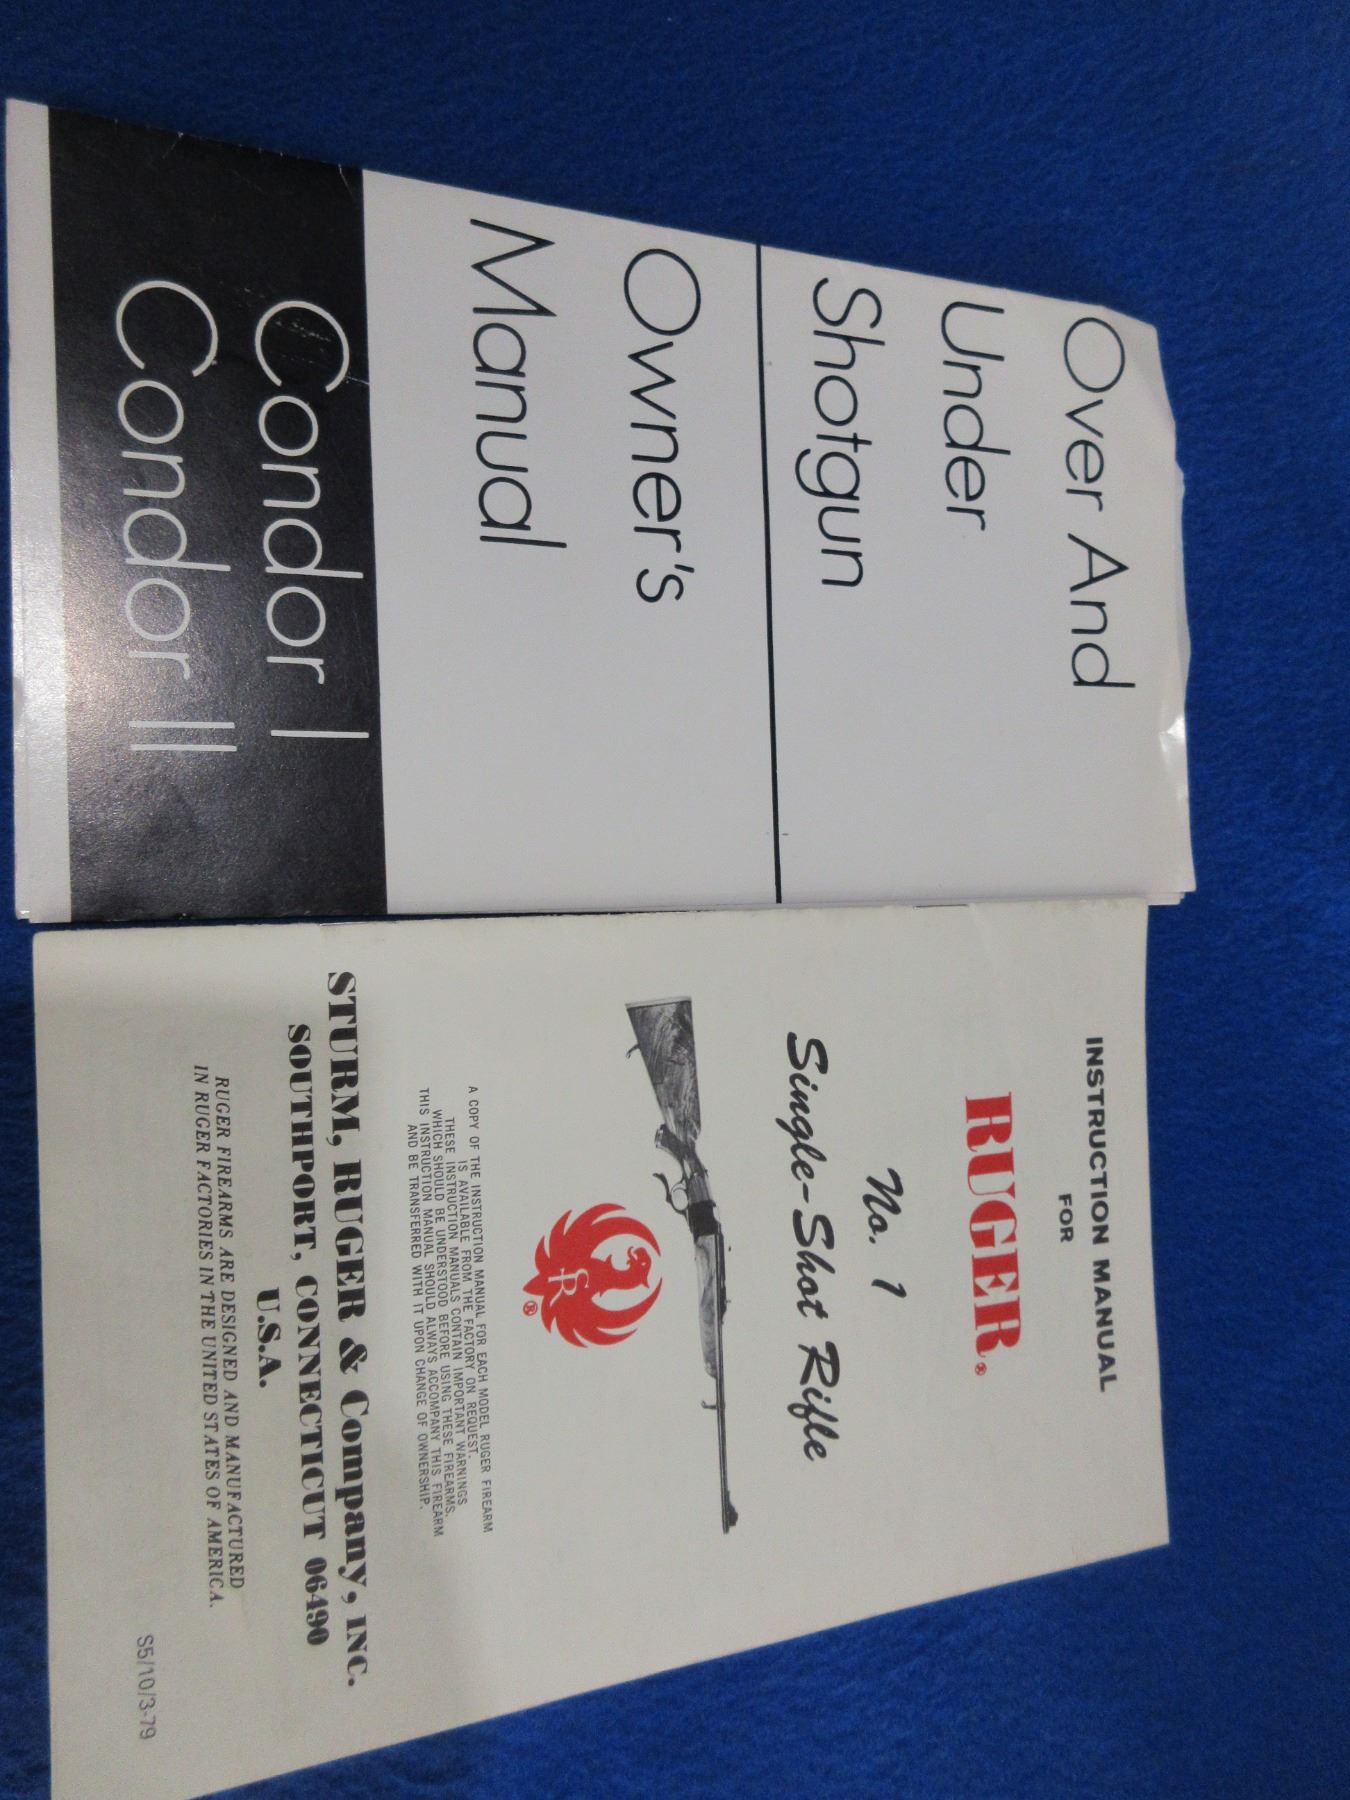 Over And
Under
Shotgun
Owner's
Manual
Condor I
Condor II
INSTRUCTION MANUAL
FOR
RUGER®
No. 1
Single-Shot Rifle
SR
®
A COPY OF THE INSTRUCTION MANUAL FOR EACH MODEL RUGER FIREARM
IS AVAILABLE FROM THE FACTORY ON REQUEST.
THESE INSTRUCTION MANUALS CONTAIN IMPORTANT WARNINGS
WHICH SHOULD BE UNDERSTOOD BEFORE USING THESE FIREARMS.
THIS INSTRUCTION MANUAL SHOULD ALWAYS ACCOMPANY THIS FIREARM
AND BE TRANSFERRED WITH IT UPON CHANGE OF OWNERSHIP.
STURM, RUGER & Company, INC.
SOUTHPORT, CONNECTICUT 06490
U.S.A.
RUGER FIREARMS ARE DESIGNED AND MANUFACTURED
IN RUGER FACTORIES IN THE UNITED STATES OF AMERICA.
S5/10/3-79